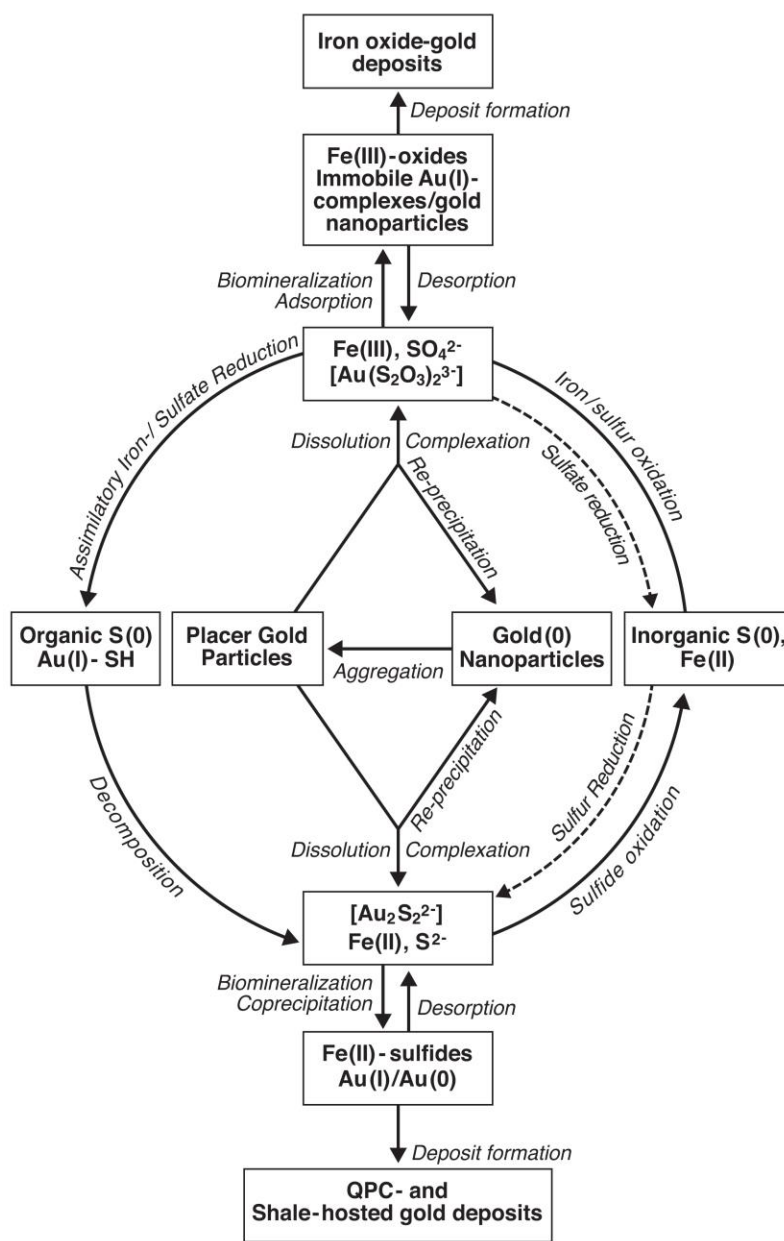 Iron oxide-gold
deposits
Deposit formation
Fe(III)-oxides
Immobile Au(I)-
complexes/gold
nanoparticles
Biomineralization
Adsorption
Desorption
Fe(III), SO₄²⁻
[Au(S₂O₃)₂³⁻]
Assimilatory Iron-/ Sulfate Reduction
Iron/sulfur oxidation
Sulfate reduction
Dissolution
Complexation
Re-precipitation
Organic S(0)
Au(I)- SH
Placer Gold
Particles
Aggregation
Gold(0)
Nanoparticles
Inorganic S(0),
Fe(II)
Decomposition
Re-precipitation
Sulfur Reduction
Sulfide oxidation
Dissolution
Complexation
[Au₂S₂²⁻]
Fe(II), S²⁻
Biomineralization
Coprecipitation
Desorption
Fe(II)-sulfides
Au(I)/Au(0)
Deposit formation
QPC- and
Shale-hosted gold deposits